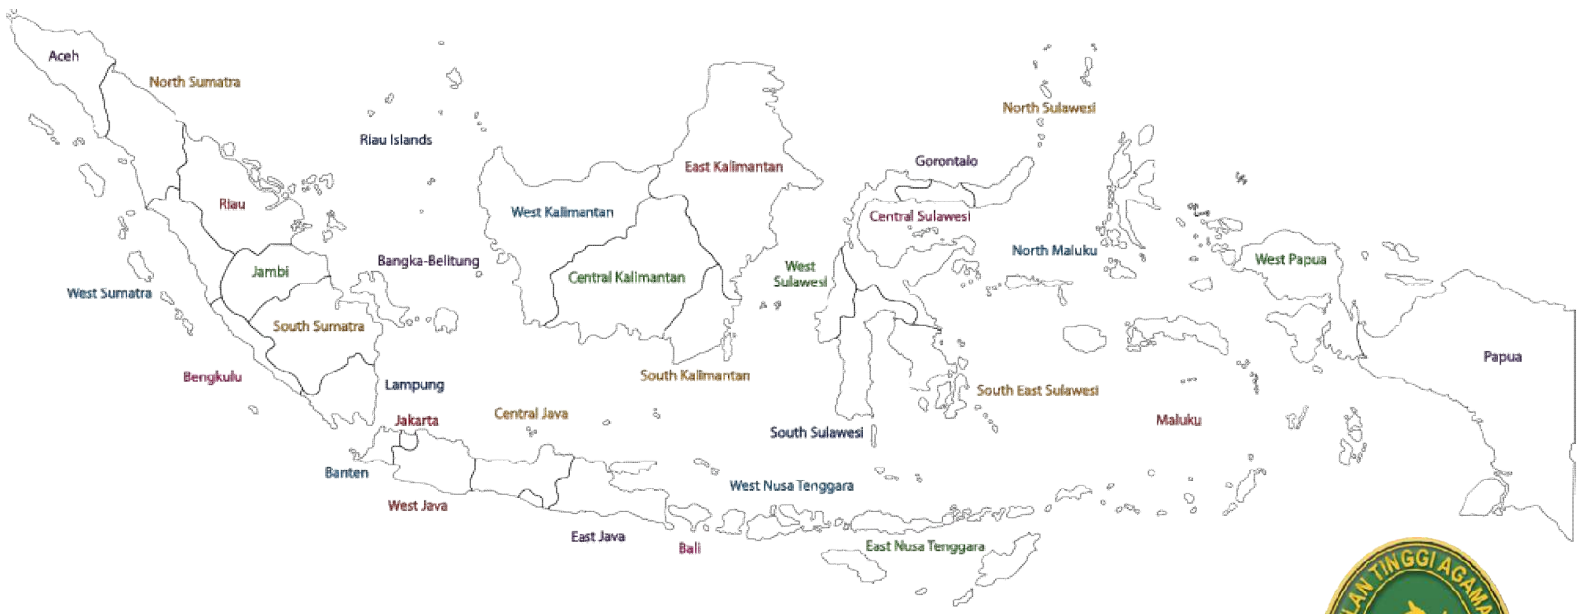 Aceh
North Sumatra
Riau Islands
North Sulawesi
East Kalimantan
Gorontalo
Riau
West Kalimantan
Central Sulawesi
Jambi
Bangka-Belitung
Central Kalimantan
West
Sulawesi
North Maluku
West Papua
West Sumatra
South Sumatra
Papua
Bengkulu
Lampung
South Kalimantan
South East Sulawesi
Jakarta
Central Java
South Sulawesi
Maluku
Banten
West Nusa Tenggara
West Java
East Java
Bali
East Nusa Tenggara
TINGGI AGAMA